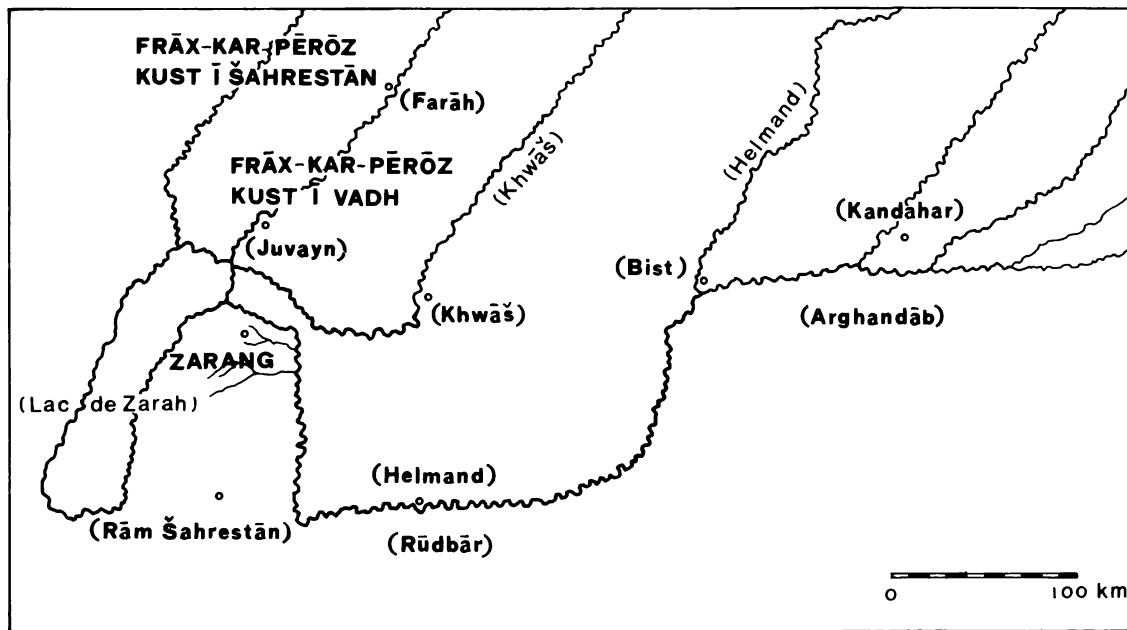 FRĀX-KAR-PĒRŌZ
KUST Ī ŠAHRESTĀN
(Farāh)
(Khwāš)
(Helmand)
FRĀX-KAR-PĒRŌZ
KUST Ī VADH
(Juvayn)
(Kandāhar)
(Bist)
(Khwāš)
(Arghandāb)
ZARANG
(Lac de Zarah)
(Helmand)
(Rām Šahrestān)
(Rūdbār)
0 100 km